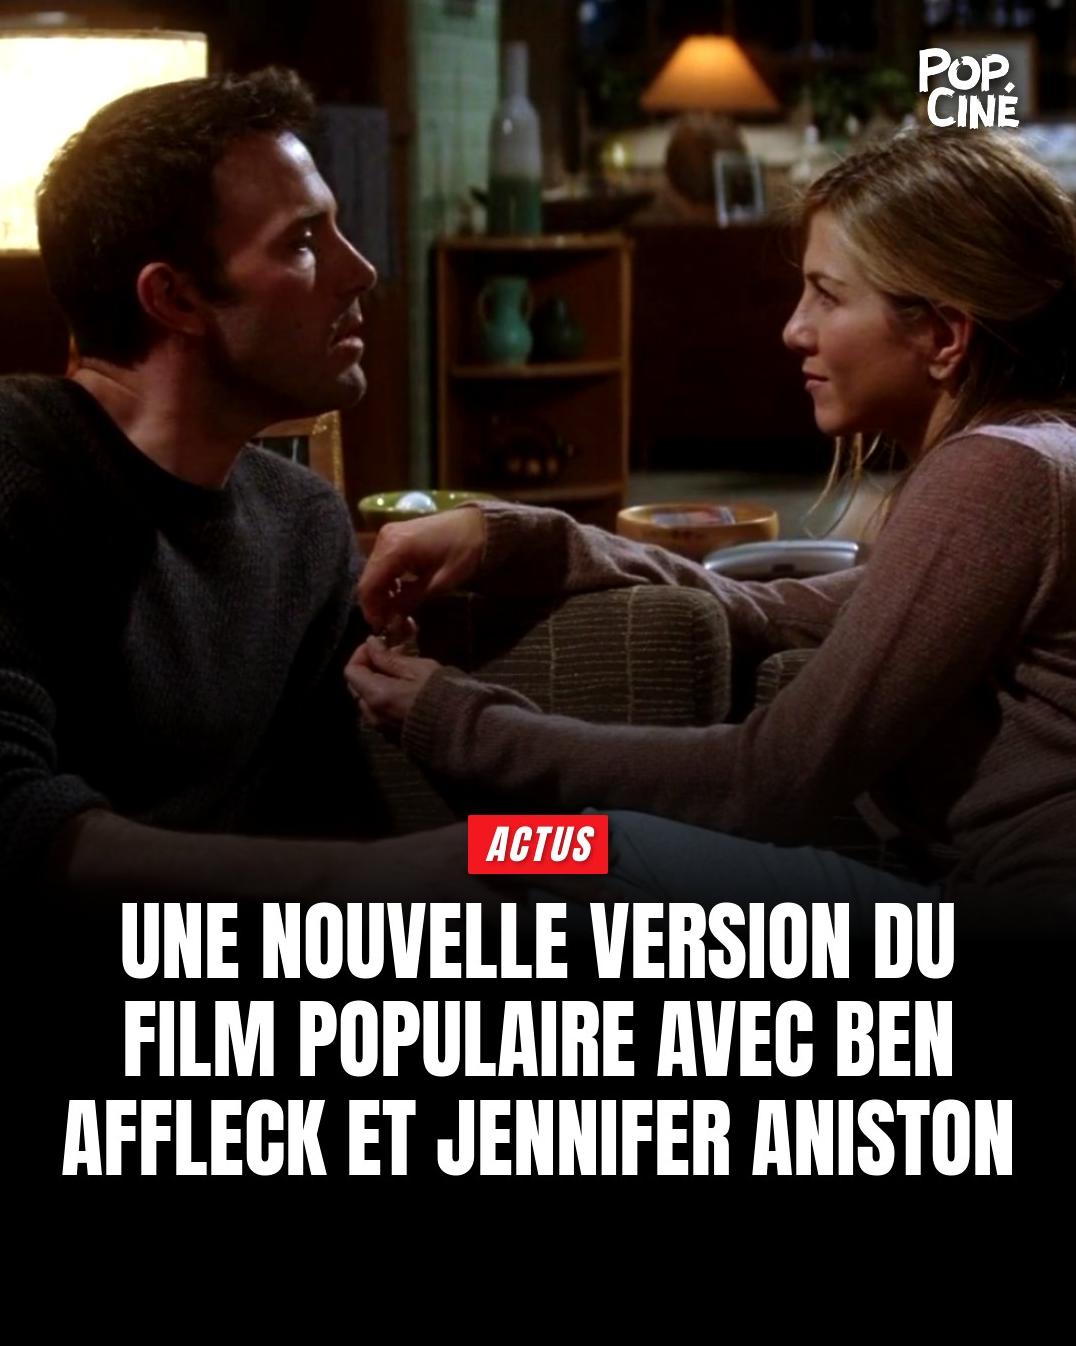 POP.
CINÉ
ACTUS
UNE NOUVELLE VERSION DU
FILM POPULAIRE AVEC BEN
AFFLECK ET JENNIFER ANISTON